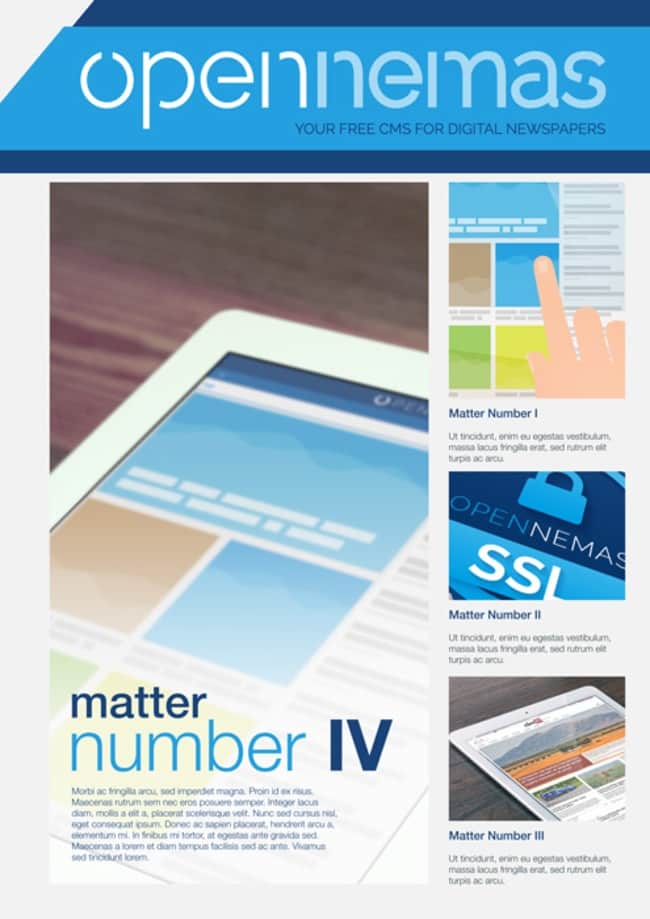 opennemas
YOUR FREE CMS FOR DIGITAL NEWSPAPERS
matter
number IV
Morbi ac fringilla arcu, sed imperdiet magna. Proin id ex risus.
Maecenas rutrum sem nec eros posuere semper. Integer lacus
diam, mollis a elit a, placerat scelerisque velit. Nunc sed cursus nisl,
eget consequat ipsum. Donec ac sapien placerat, hendrerit arcu a,
elementum mi. In finibus mi tortor, at egestas ante gravida sed.
Maecenas a lorem et diam tempus facilisis sed ac ante. Vivamus
sed tincidunt lorem.
Matter Number I
Ut tincidunt, enim eu egestas vestibulum,
massa lacus fringilla erat, sed rutrum elit
turpis ac arcu.
OPENNEMAS
SSL
Matter Number II
Ut tincidunt, enim eu egestas vestibulum,
massa lacus fringilla erat, sed rutrum elit
turpis ac arcu.
Matter Number III
Ut tincidunt, enim eu egestas vestibulum,
massa lacus fringilla erat, sed rutrum elit
turpis ac arcu.